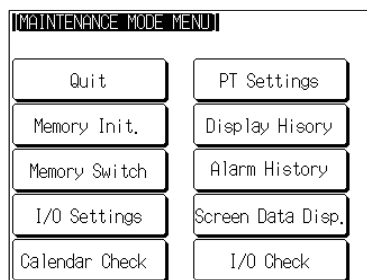 [MAINTENANCE MODE MENU]
Quit
PT Settings
Memory Init.
Display Hisory
Memory Switch
Alarm History
I/O Settings
Screen Data Disp.
Calendar Check
I/O Check